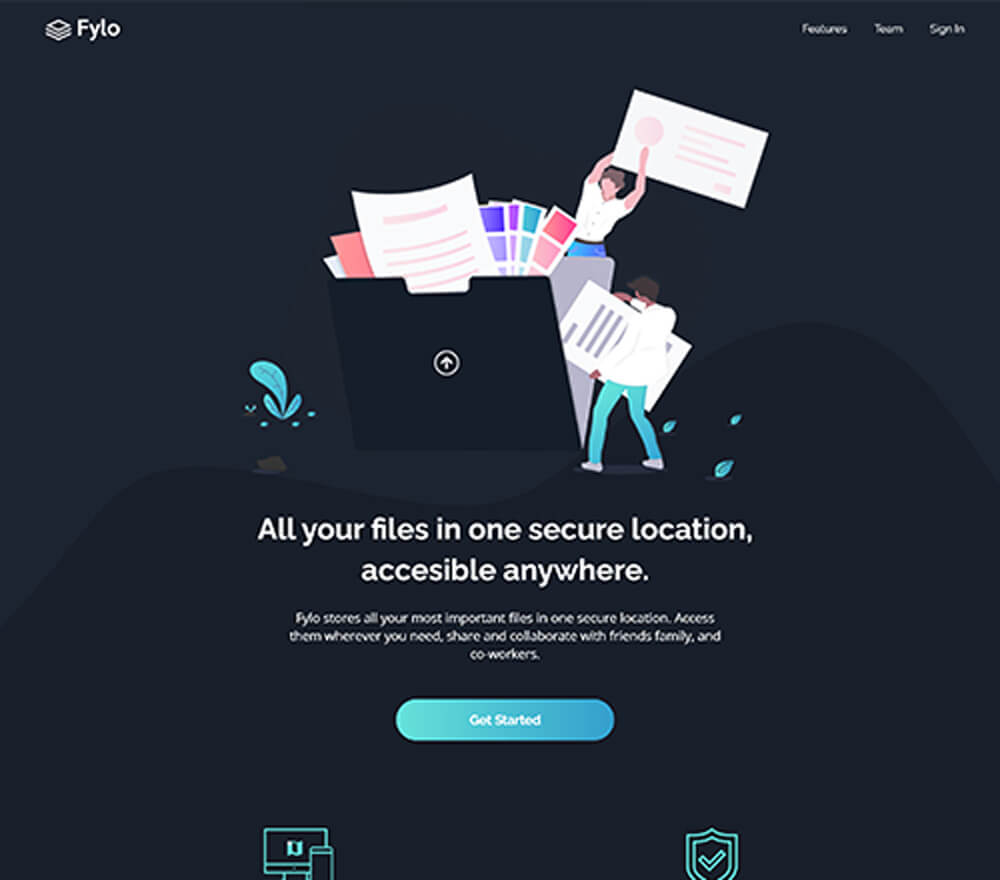 Fylo
Features Team Sign In
All your files in one secure location,
accesible anywhere.
Fylo stores all your most important files in one secure location. Access
them wherever you need, share and collaborate with friends family, and
co-workers.
Get Started